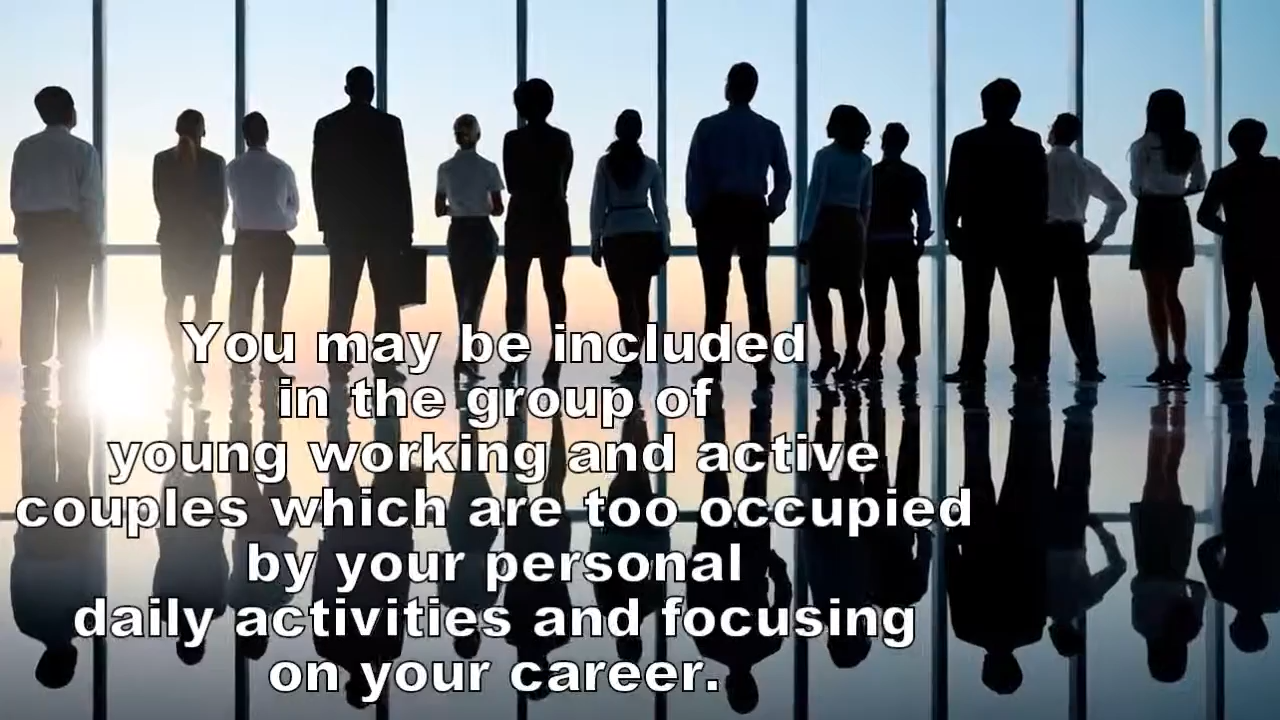 You may be included
in the group of
young working and active
couples which are too occupied
by your personal
daily activities and focusing
on your career.